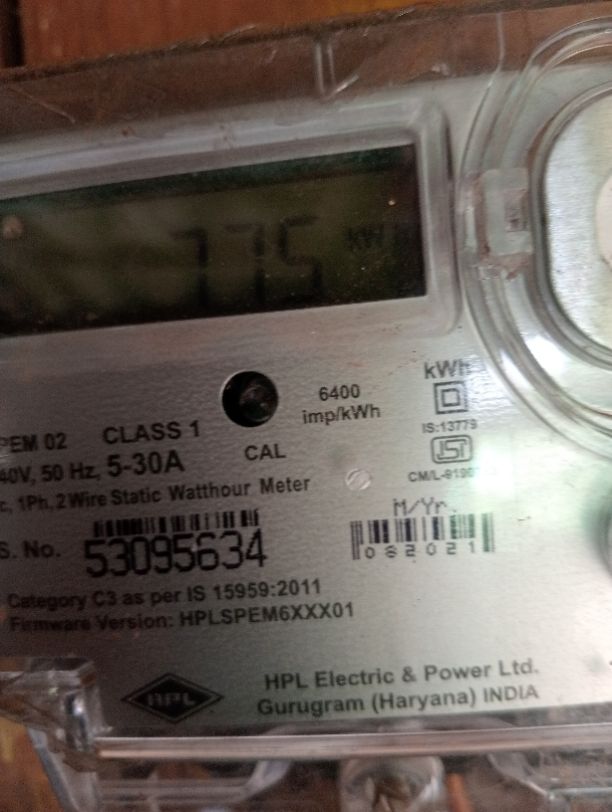 775 kWh
kWh
6400
imp/kWh
PEM 02 CLASS 1
IS:13779
CAL
40V, 50 Hz, 5-30A
CM/L-
c, 1Ph, 2 Wire Static Watthour Meter
M/Yr.
S. No. 53095634
082021
Category C3 as per IS 15959:2011
Firmware Version: HPLSPEM6XXX01
HPL
HPL Electric & Power Ltd.
Gurugram (Haryana) INDIA